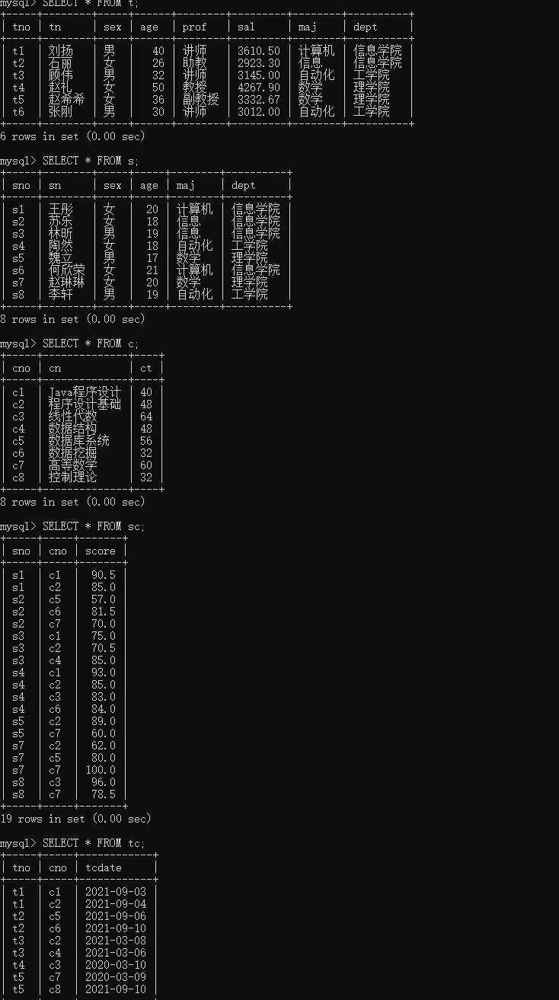 mysql> SELECT * FROM t;
+-----+--------+-----+-----+--------+---------+--------+----------+
| tno | tn     | sex | age | prof   | sal     | maj    | dept     |
+-----+--------+-----+-----+--------+---------+--------+----------+
| t1  | 刘扬   | 男  |  40 | 讲师   | 3610.50 | 计算机 | 信息学院 |
| t2  | 石丽   | 女  |  26 | 助教   | 2923.30 | 信息   | 信息学院 |
| t3  | 顾伟   | 男  |  32 | 讲师   | 3145.00 | 自动化 | 工学院   |
| t4  | 赵礼   | 女  |  50 | 教授   | 4267.90 | 数学   | 理学院   |
| t5  | 赵希希 | 女  |  36 | 副教授 | 3332.67 | 数学   | 理学院   |
| t6  | 张刚   | 男  |  30 | 讲师   | 3012.00 | 自动化 | 工学院   |
+-----+--------+-----+-----+--------+---------+--------+----------+
6 rows in set (0.00 sec)
mysql> SELECT * FROM s;
+-----+--------+-----+-----+--------+----------+
| sno | sn     | sex | age | maj    | dept     |
+-----+--------+-----+-----+--------+----------+
| s1  | 王彤   | 女  |  20 | 计算机 | 信息学院 |
| s2  | 苏乐   | 女  |  18 | 信息   | 信息学院 |
| s3  | 林昕   | 男  |  19 | 信息   | 信息学院 |
| s4  | 陶然   | 女  |  18 | 自动化 | 工学院   |
| s5  | 魏立   | 男  |  17 | 数学   | 理学院   |
| s6  | 何欣荣 | 女  |  21 | 计算机 | 信息学院 |
| s7  | 赵琳琳 | 女  |  20 | 数学   | 理学院   |
| s8  | 李轩   | 男  |  19 | 自动化 | 工学院   |
+-----+--------+-----+-----+--------+----------+
8 rows in set (0.00 sec)
mysql> SELECT * FROM c;
+-----+--------------+----+
| cno | cn           | ct |
+-----+--------------+----+
| c1  | Java程序设计 | 40 |
| c2  | 程序设计基础 | 48 |
| c3  | 线性代数     | 64 |
| c4  | 数据结构     | 48 |
| c5  | 数据库系统   | 56 |
| c6  | 数据挖掘     | 32 |
| c7  | 高等数学     | 60 |
| c8  | 控制理论     | 32 |
+-----+--------------+----+
8 rows in set (0.00 sec)
mysql> SELECT * FROM sc;
+-----+-----+-------+
| sno | cno | score |
+-----+-----+-------+
| s1  | c1  |  90.5 |
| s1  | c2  |  85.0 |
| s2  | c5  |  57.0 |
| s2  | c6  |  81.5 |
| s2  | c7  |  70.0 |
| s3  | c1  |  75.0 |
| s3  | c2  |  70.5 |
| s3  | c4  |  85.0 |
| s4  | c1  |  93.0 |
| s4  | c2  |  85.0 |
| s4  | c3  |  83.0 |
| s4  | c6  |  84.0 |
| s5  | c2  |  89.0 |
| s5  | c7  |  60.0 |
| s7  | c2  |  62.0 |
| s7  | c5  |  80.0 |
| s7  | c7  | 100.0 |
| s8  | c3  |  96.0 |
| s8  | c7  |  78.5 |
+-----+-----+-------+
19 rows in set (0.00 sec)
mysql> SELECT * FROM tc;
+-----+-----+------------+
| tno | cno | tcdate     |
+-----+-----+------------+
| t1  | c1  | 2021-09-03 |
| t1  | c2  | 2021-09-04 |
| t2  | c5  | 2021-09-06 |
| t2  | c6  | 2021-09-10 |
| t3  | c2  | 2021-03-08 |
| t3  | c4  | 2021-03-06 |
| t4  | c3  | 2020-03-10 |
| t5  | c7  | 2020-03-09 |
| t5  | c8  | 2021-09-10 |